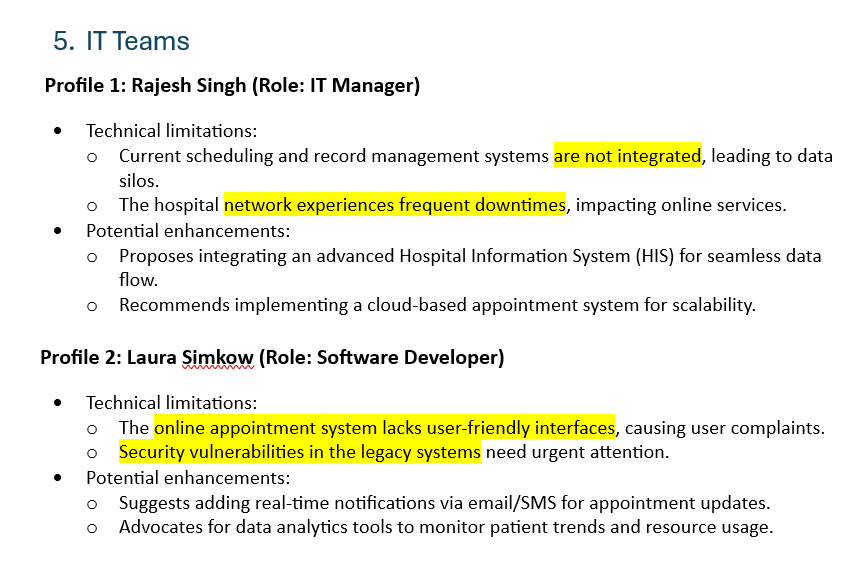 5. IT Teams
Profile 1: Rajesh Singh (Role: IT Manager)
• Technical limitations:
o Current scheduling and record management systems are not integrated, leading to data
silos.
o The hospital network experiences frequent downtimes, impacting online services.
• Potential enhancements:
o Proposes integrating an advanced Hospital Information System (HIS) for seamless data
flow.
o Recommends implementing a cloud-based appointment system for scalability.
Profile 2: Laura Simkow (Role: Software Developer)
• Technical limitations:
o The online appointment system lacks user-friendly interfaces, causing user complaints.
o Security vulnerabilities in the legacy systems need urgent attention.
• Potential enhancements:
o Suggests adding real-time notifications via email/SMS for appointment updates.
o Advocates for data analytics tools to monitor patient trends and resource usage.